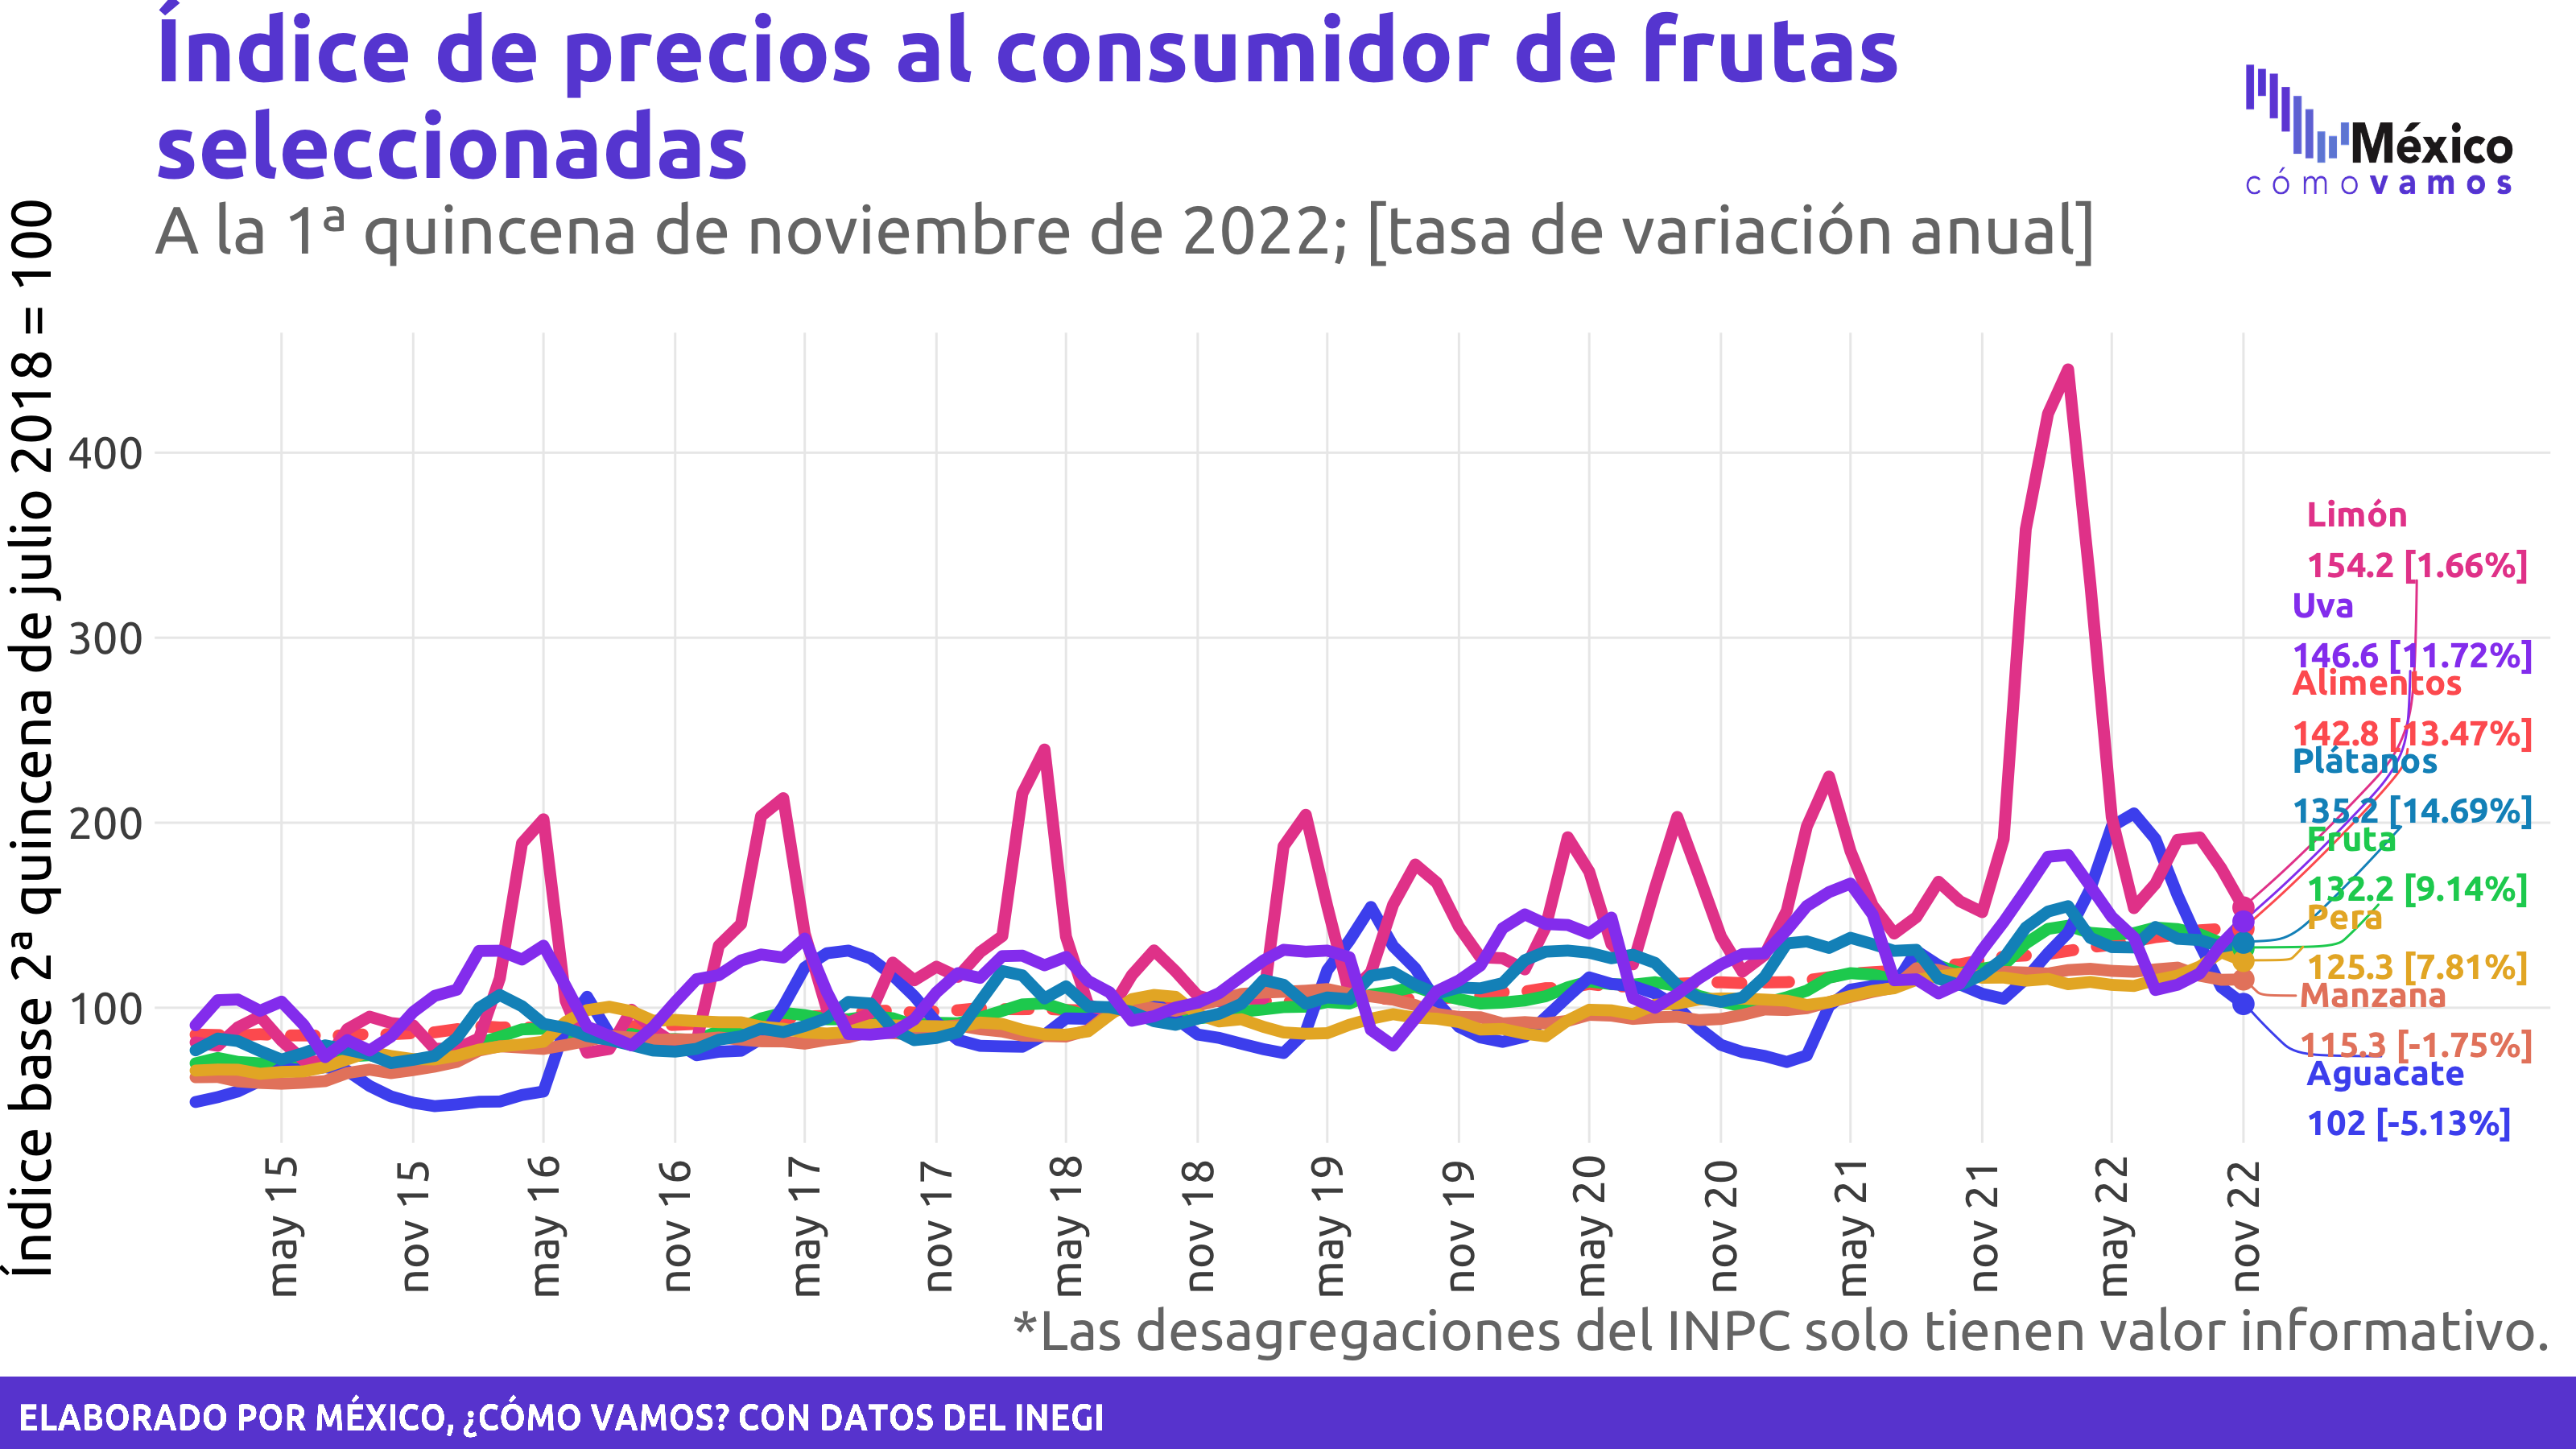 Índice de precios al consumidor de frutas
seleccionadas
A la 1ª quincena de noviembre de 2022; [tasa de variación anual]
México
cómo vamos
Índice base 2ª quincena de julio 2018 = 100
400
300
200
100
Limón
154.2 [1.66%]
Uva
146.6 [11.72%]
Alimentos
142.8 [13.47%]
Plátanos
135.2 [14.69%]
Fruta
132.2 [9.14%]
Pera
125.3 [7.81%]
Manzana
115.3 [-1.75%]
Aguacate
102 [-5.13%]
may 15
nov 15
may 16
nov 16
may 17
nov 17
may 18
nov 18
may 19
nov 19
may 20
nov 20
may 21
nov 21
may 22
nov 22
*Las desagregaciones del INPC solo tienen valor informativo.
ELABORADO POR MÉXICO, ¿CÓMO VAMOS? CON DATOS DEL INEGI